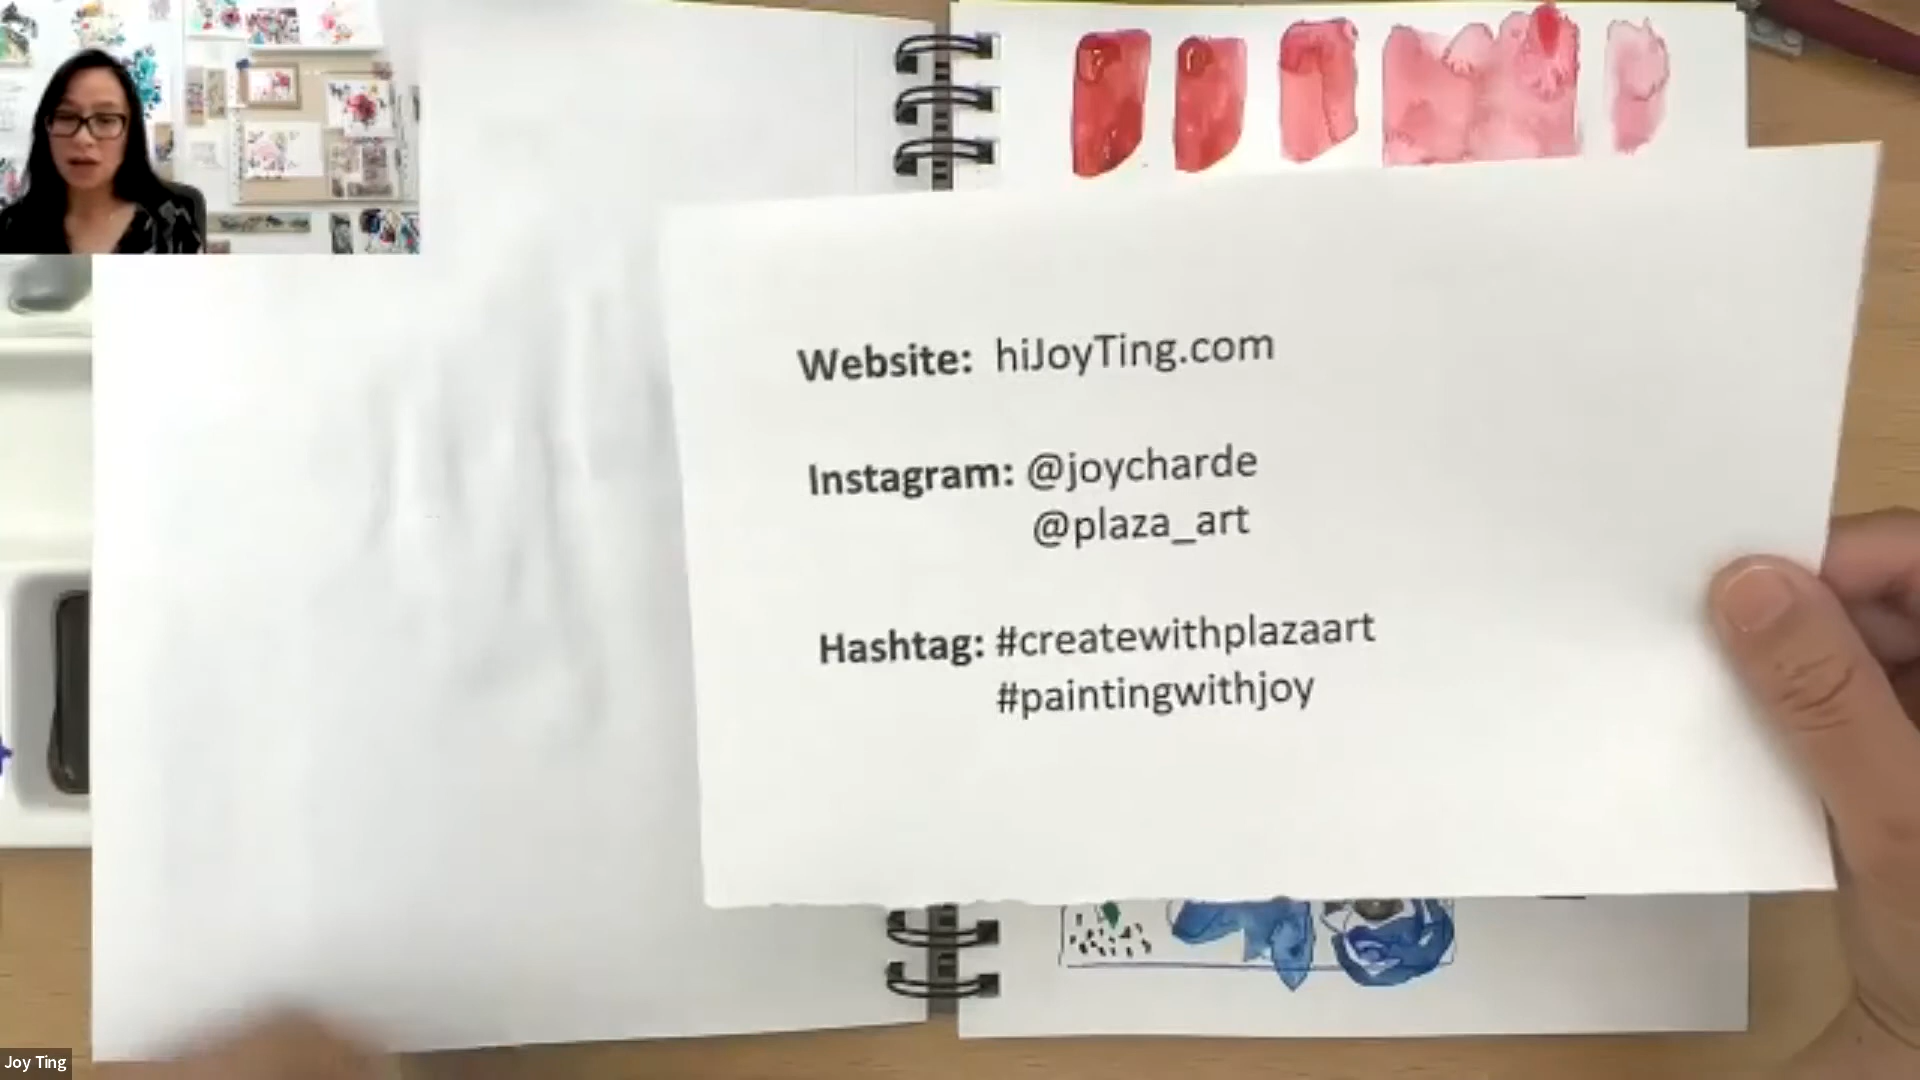 Website: hiJoyTing.com
Instagram: @joycharde
@plaza_art
Hashtag: #createwithplazaart
#paintingwithjoy
Joy Ting